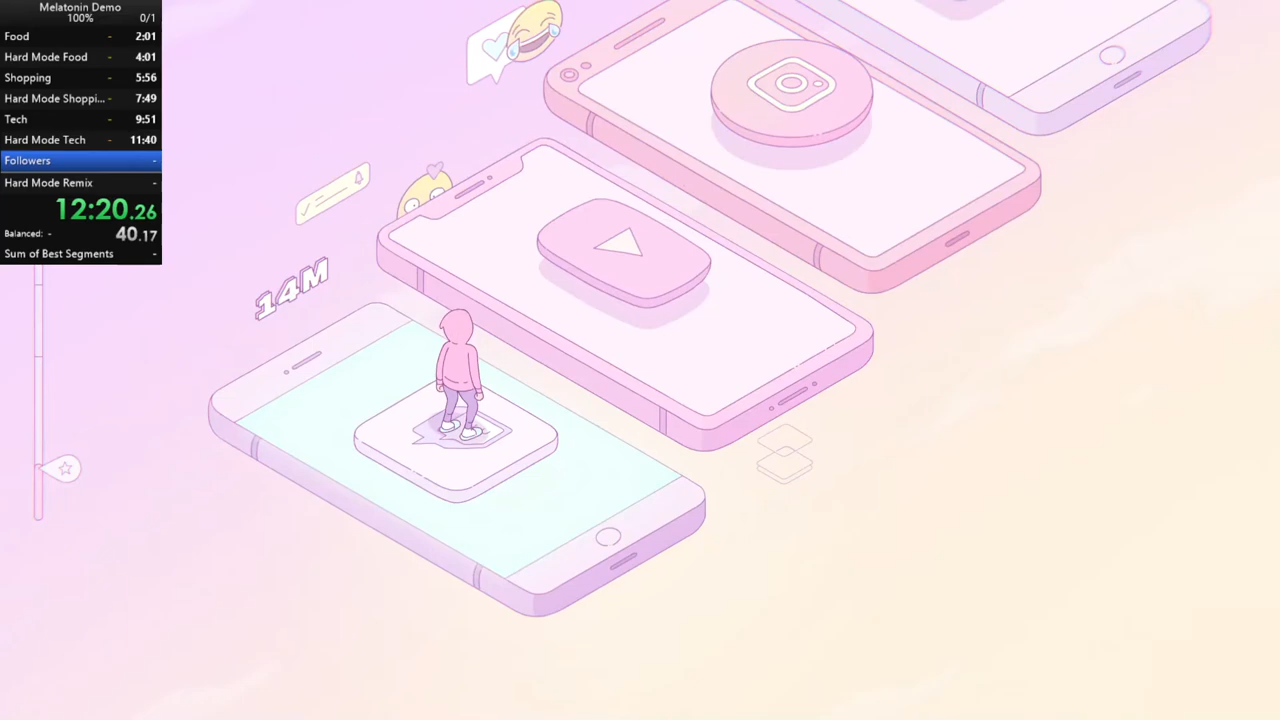 Melatonin Demo
100% 0/1
Food - 2:01
Hard Mode Food - 4:01
Shopping - 5:56
Hard Mode Shoppi... - 7:49
Tech - 9:51
Hard Mode Tech - 11:40
Followers -
Hard Mode Remix -
12:20.26
Balanced: - 40.17
Sum of Best Segments -
14M